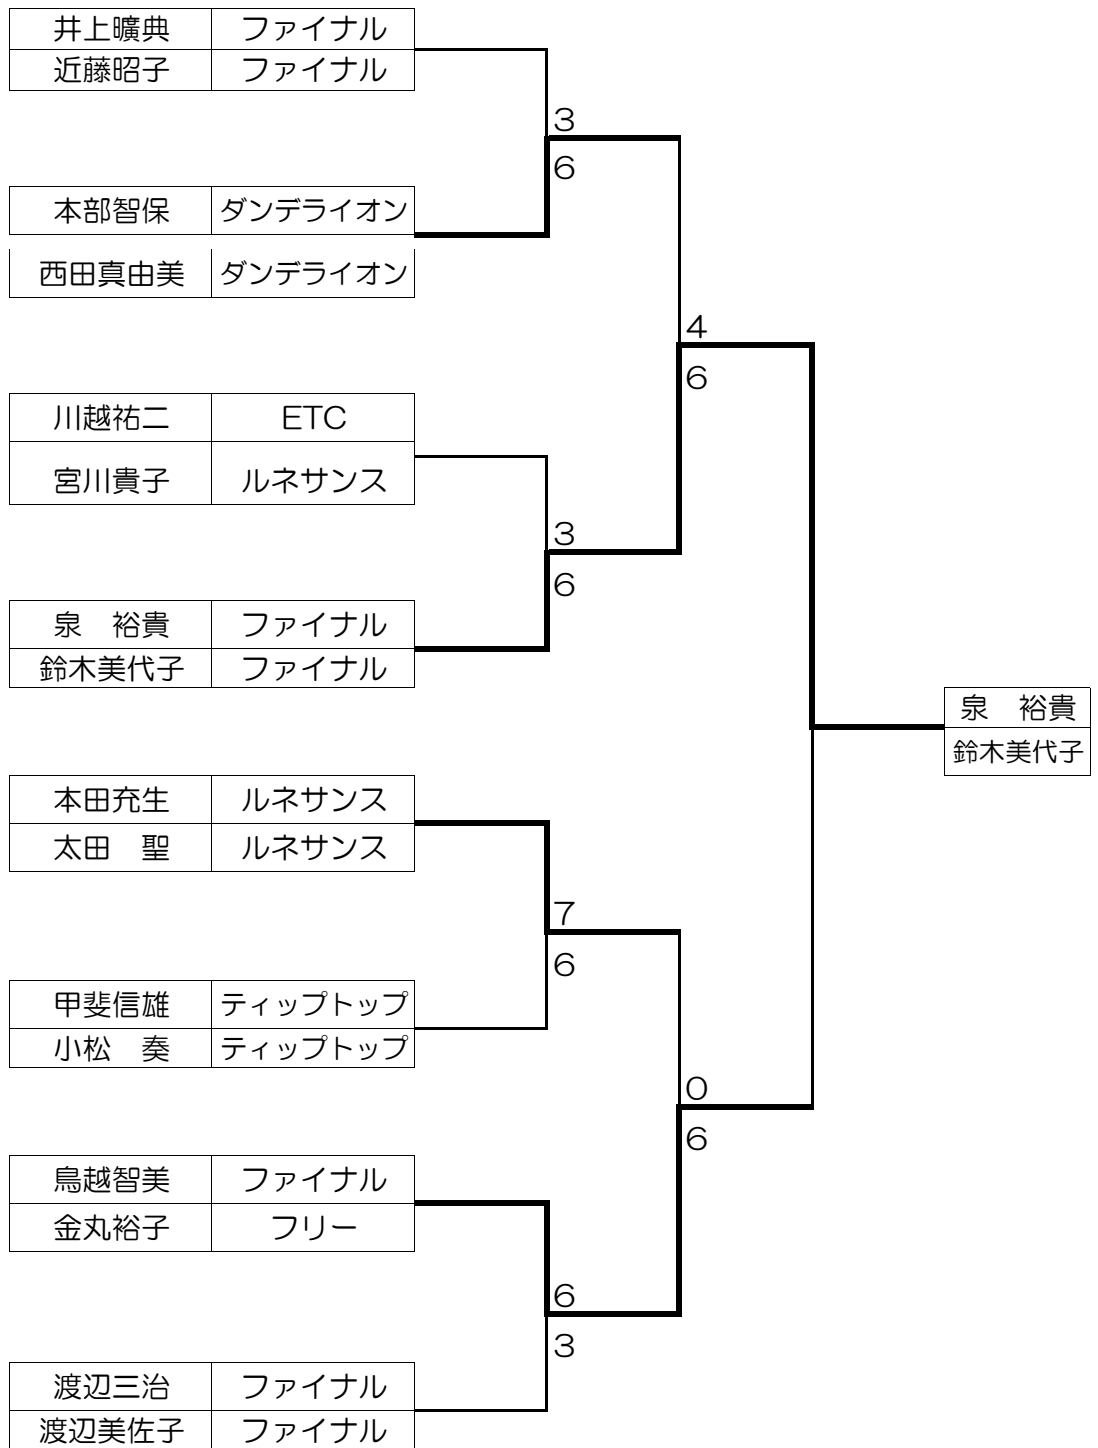 井上曠典 ファイナル
近藤昭子 ファイナル
3
6
本部智保 ダンデライオン
西田真由美 ダンデライオン
4
6
川越祐二 ETC
宮川貴子 ルネサンス
3
6
泉　裕貴 ファイナル
鈴木美代子 ファイナル
泉　裕貴
鈴木美代子
本田充生 ルネサンス
太田　聖 ルネサンス
7
6
甲斐信雄 ティップトップ
小松　奏 ティップトップ
0
6
鳥越智美 ファイナル
金丸裕子 フリー
6
3
渡辺三治 ファイナル
渡辺美佐子 ファイナル